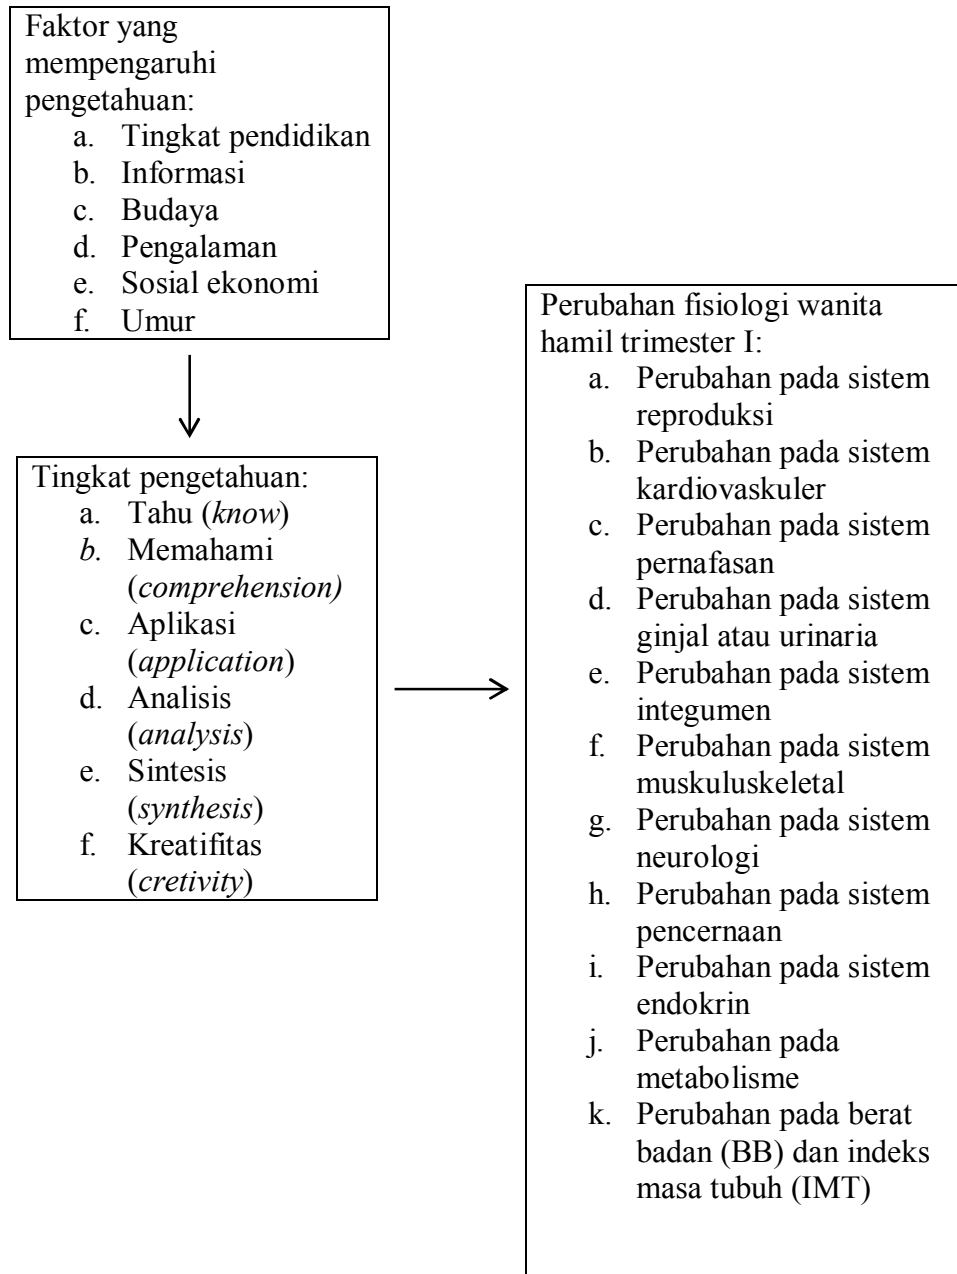 Faktor yang
mempengaruhi
pengetahuan:
a. Tingkat pendidikan
b. Informasi
c. Budaya
d. Pengalaman
e. Sosial ekonomi
f. Umur
Tingkat pengetahuan:
a. Tahu (know)
b. Memahami
(comprehension)
c. Aplikasi
(application)
d. Analisis
(analysis)
e. Sintesis
(synthesis)
f. Kreatifitas
(cretivity)
Perubahan fisiologi wanita
hamil trimester I:
a. Perubahan pada sistem
reproduksi
b. Perubahan pada sistem
kardiovaskuler
c. Perubahan pada sistem
pernafasan
d. Perubahan pada sistem
ginjal atau urinaria
e. Perubahan pada sistem
integumen
f. Perubahan pada sistem
muskuluskeletal
g. Perubahan pada sistem
neurologi
h. Perubahan pada sistem
pencernaan
i. Perubahan pada sistem
endokrin
j. Perubahan pada
metabolisme
k. Perubahan pada berat
badan (BB) dan indeks
masa tubuh (IMT)